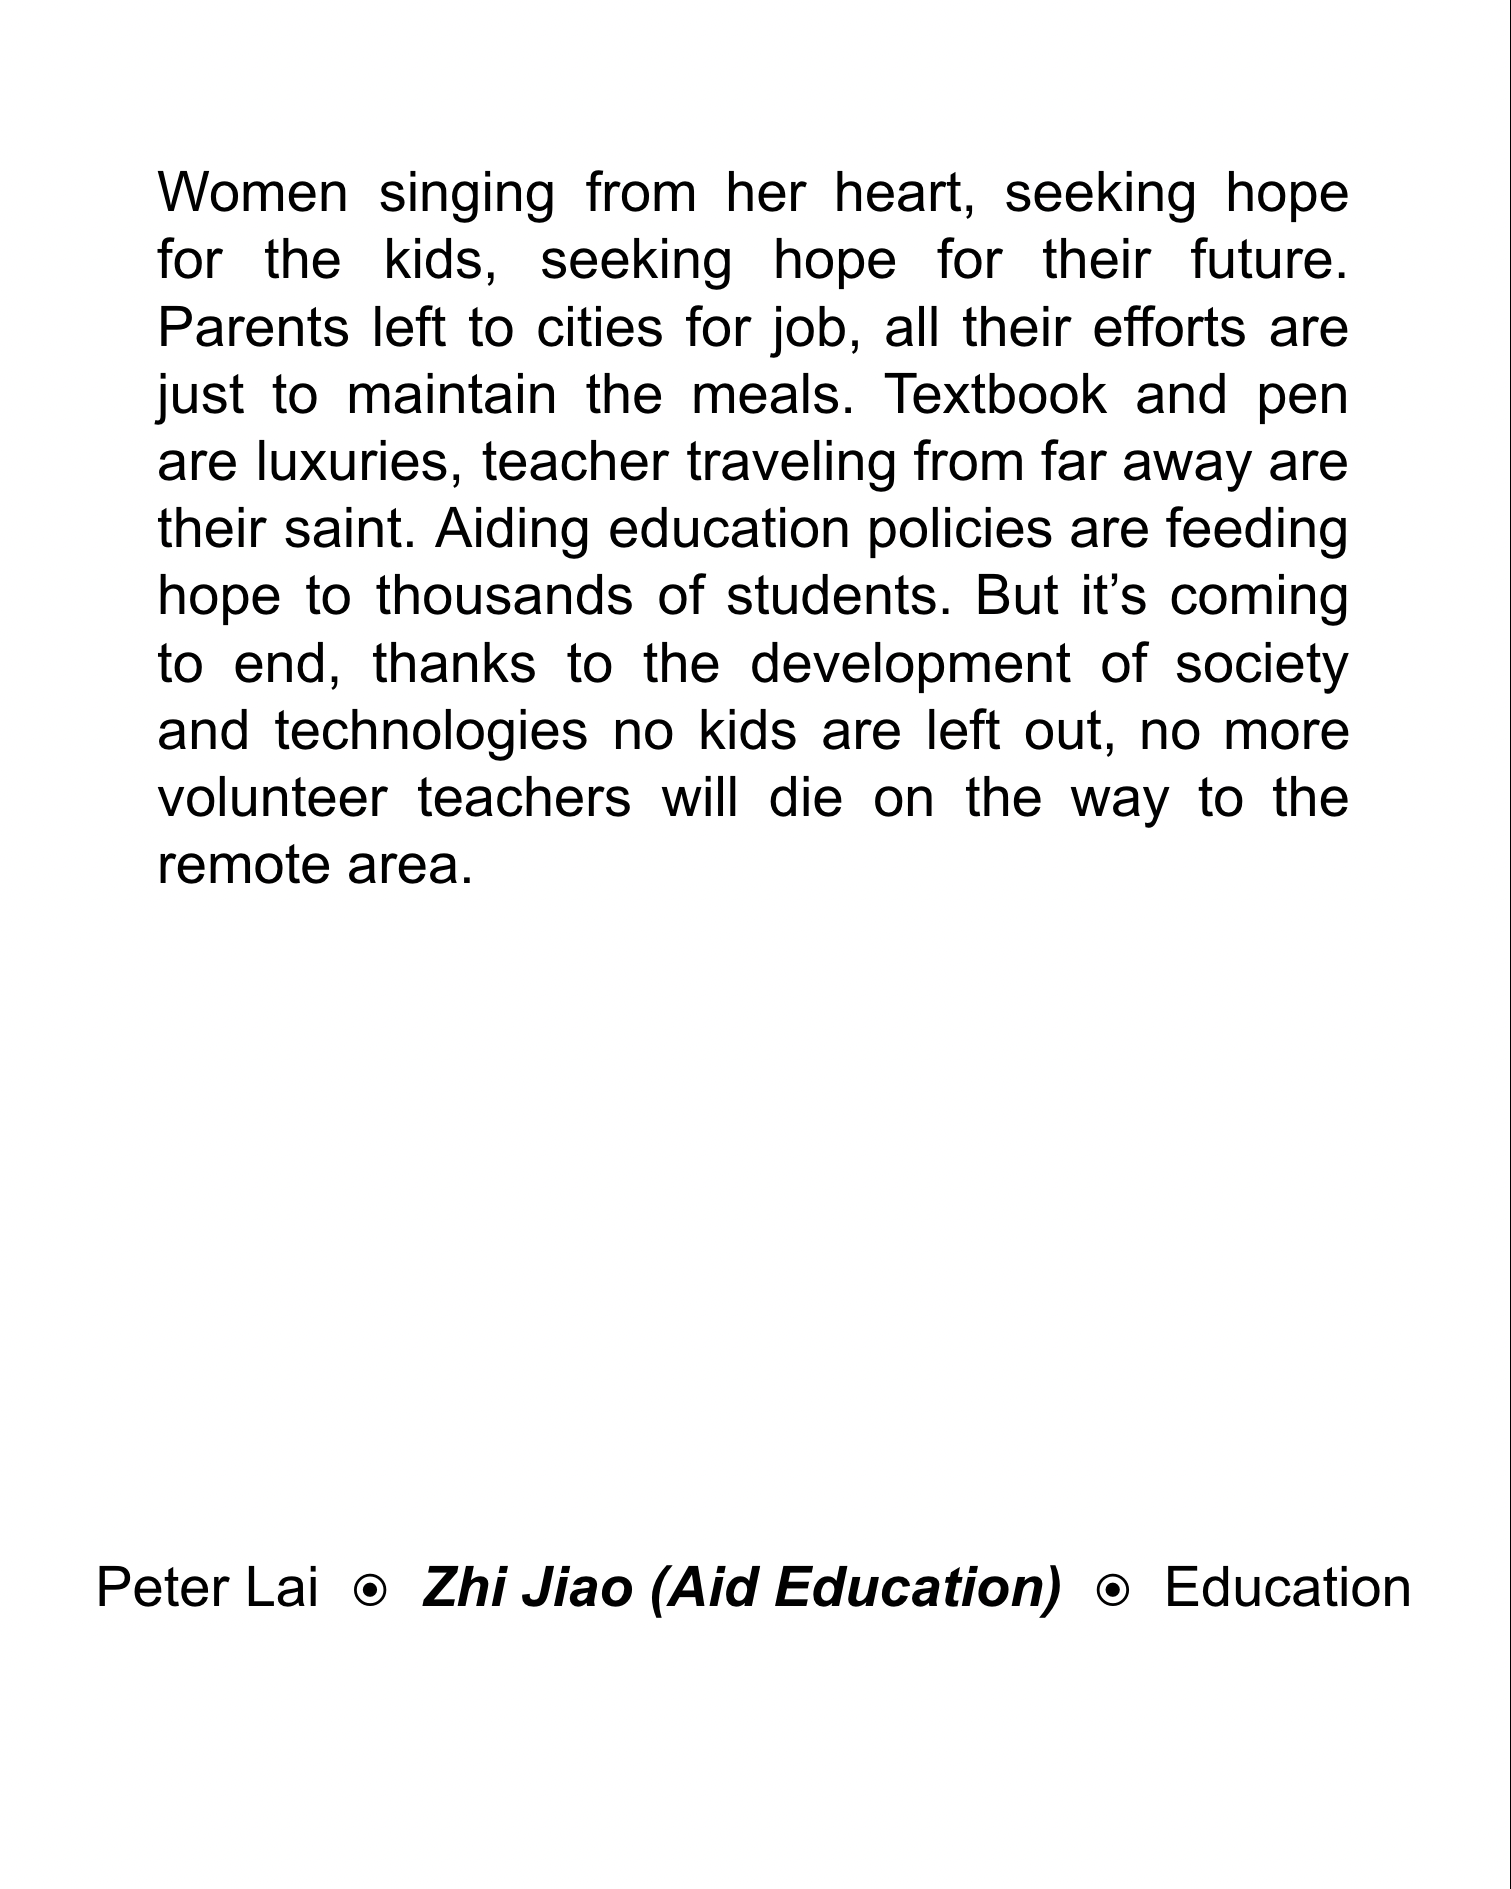 Women singing from her heart, seeking hope
for the kids, seeking hope for their future.
Parents left to cities for job, all their efforts are
just to maintain the meals. Textbook and pen
are luxuries, teacher traveling from far away are
their saint. Aiding education policies are feeding
hope to thousands of students. But it’s coming
to end, thanks to the development of society
and technologies no kids are left out, no more
volunteer teachers will die on the way to the
remote area.
Peter Lai ⦿ Zhi Jiao (Aid Education) ⦿ Education